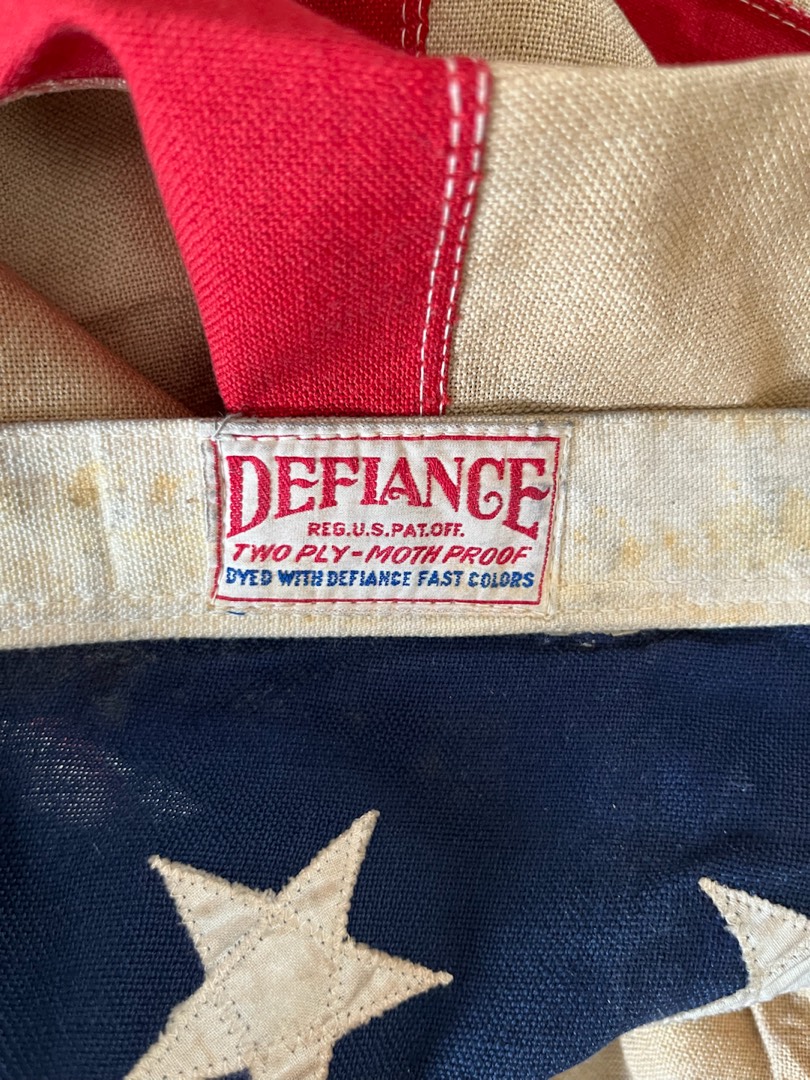 DEFIANCE
REG.U.S.PAT.OFF.
TWO PLY-MOTH PROOF
DYED WITH DEFIANCE FAST COLORS